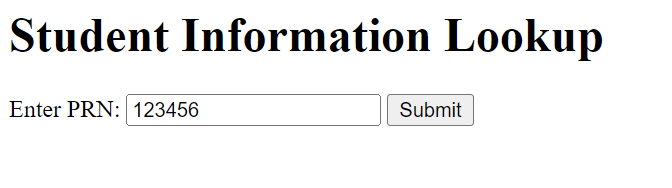 Student Information Lookup
Enter PRN: 123456 Submit